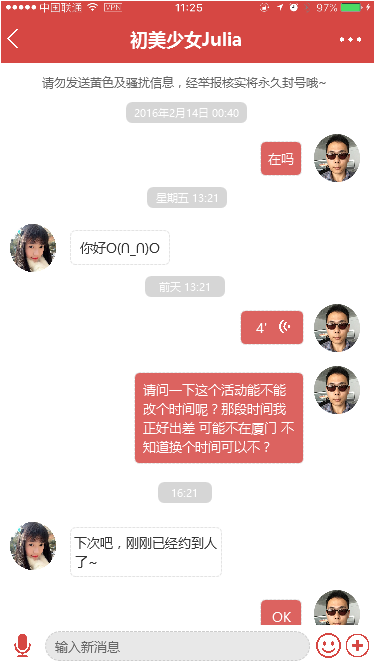 中国联通 VPN 11:25 97%
初美少女Julia
请勿发送黄色及骚扰信息，经举报核实将永久封号哦~
2016年2月14日 00:40
在吗
星期五 13:21
你好O(∩_∩)O
前天 13:21
4'
请问一下这个活动能不能
改个时间呢？那段时间我
正好出差 可能不在厦门 不
知道换个时间可以不？
16:21
下次吧，刚刚已经约到人
了~
OK
输入新消息